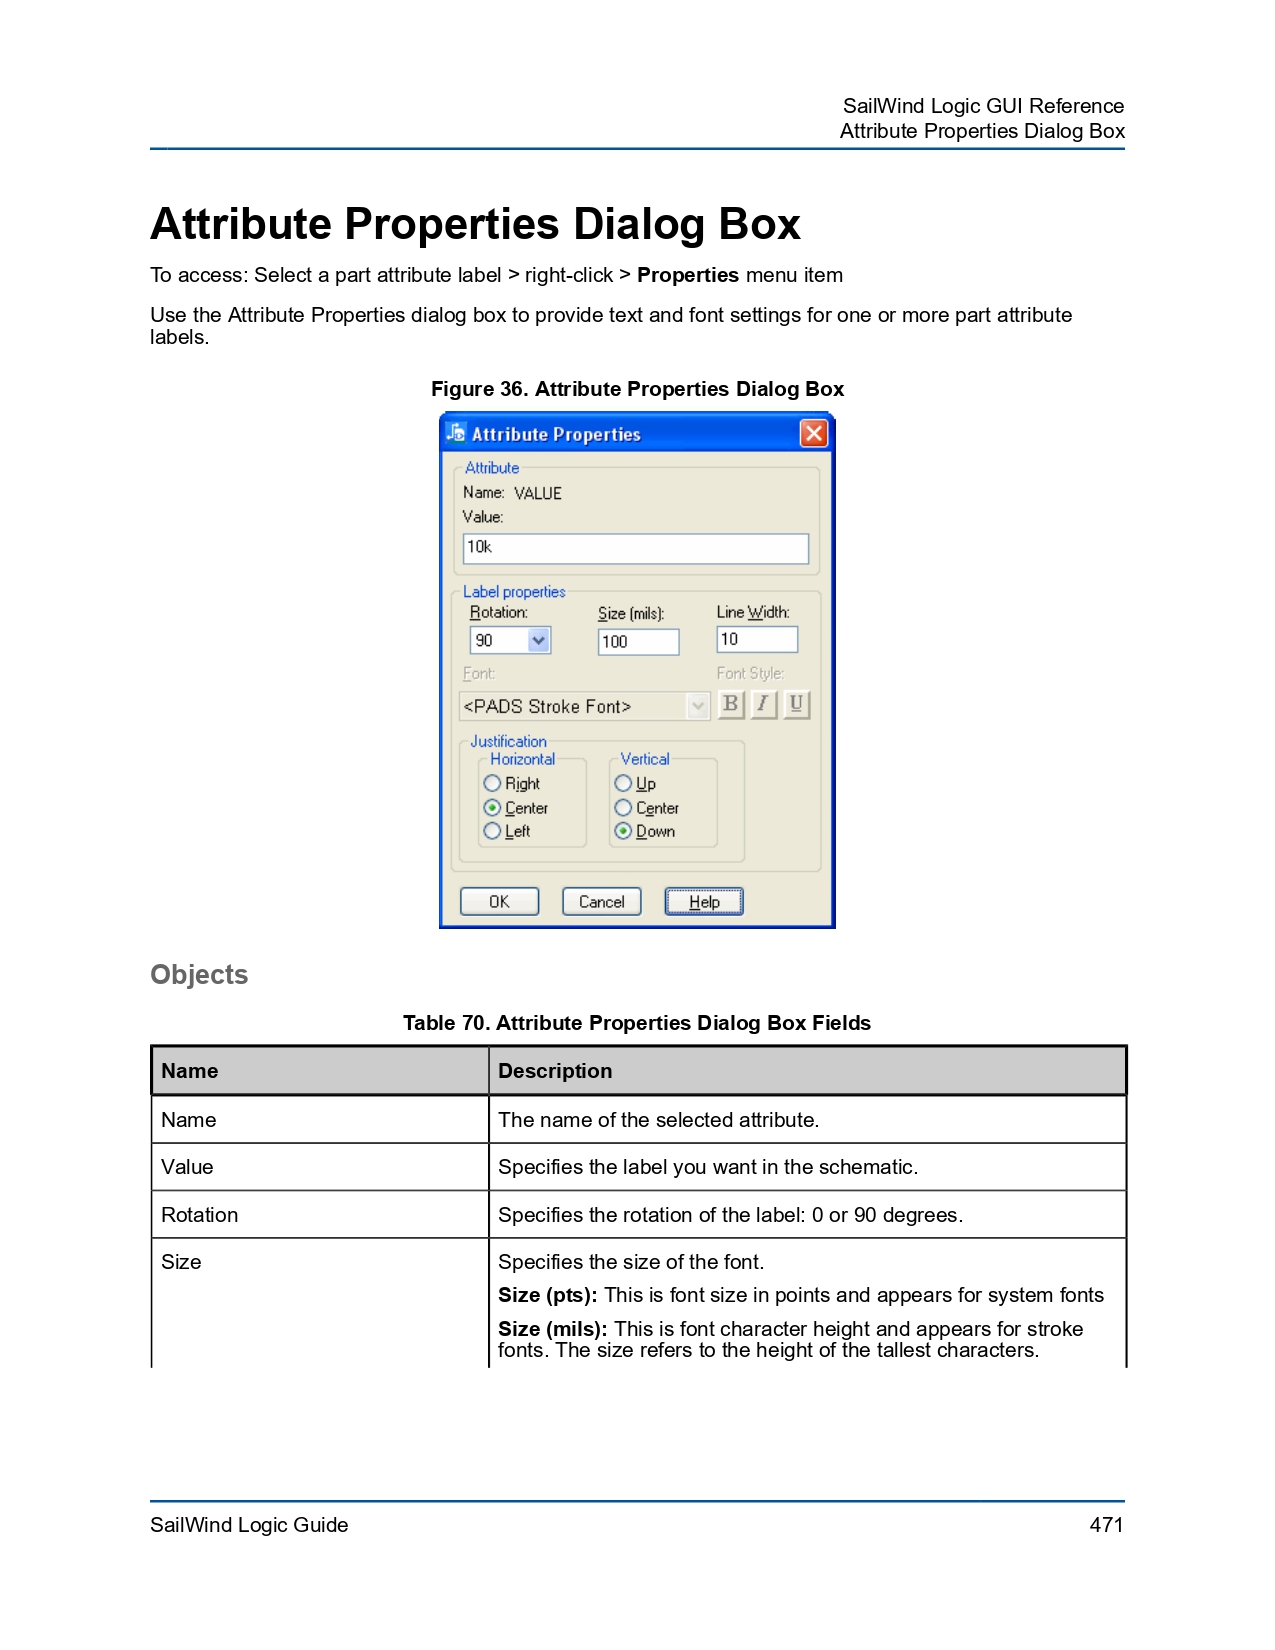 SailWind Logic GUI Reference
Attribute Properties Dialog Box
Attribute Properties Dialog Box
To access: Select a part attribute label > right-click > Properties menu item
Use the Attribute Properties dialog box to provide text and font settings for one or more part attribute
labels.
Figure 36. Attribute Properties Dialog Box
Attribute Properties
Attribute
Name: VALUE
Value:
10k
Label properties
Rotation: Size (mils): Line Width:
90 100 10
Font: Font Style:
<PADS Stroke Font> B I U
Justification
Horizontal Vertical
Right Up
Center Center
Left Down
OK Cancel Help
Objects
Table 70. Attribute Properties Dialog Box Fields
Name Description
Name The name of the selected attribute.
Value Specifies the label you want in the schematic.
Rotation Specifies the rotation of the label: 0 or 90 degrees.
Size Specifies the size of the font.
Size (pts): This is font size in points and appears for system fonts
Size (mils): This is font character height and appears for stroke
fonts. The size refers to the height of the tallest characters.
SailWind Logic Guide 471